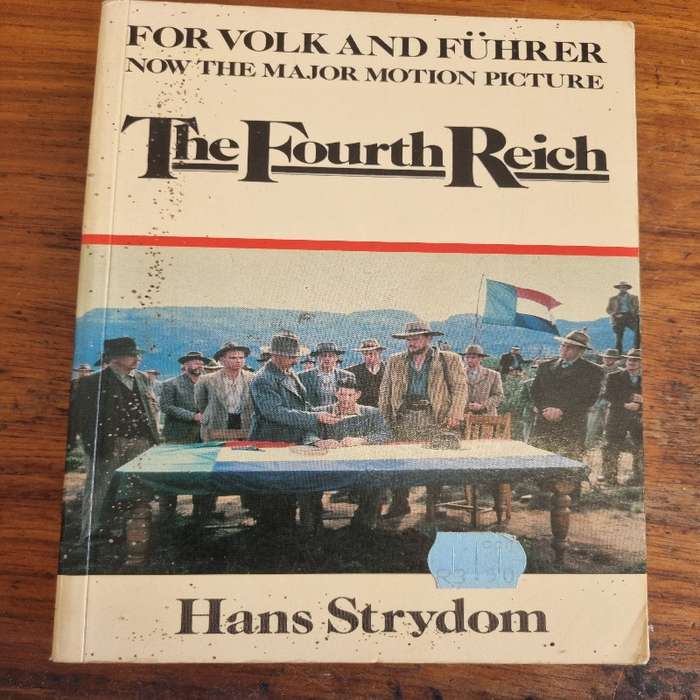 FOR VOLK AND FÜHRER
NOW THE MAJOR MOTION PICTURE
The Fourth Reich
Hans Strydom